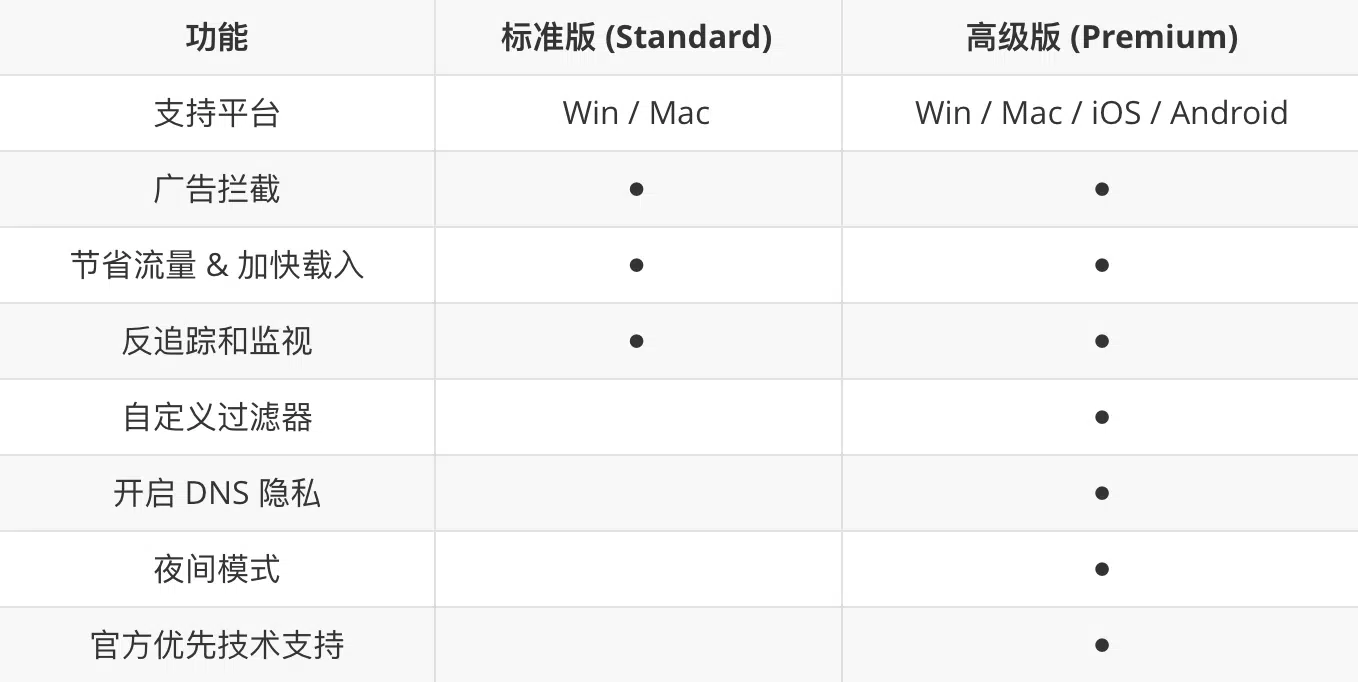 功能 标准版 (Standard) 高级版 (Premium)
支持平台 Win / Mac Win / Mac / iOS / Android
广告拦截 ● ●
节省流量 & 加快载入 ● ●
反追踪和监视 ● ●
自定义过滤器 ●
开启 DNS 隐私 ●
夜间模式 ●
官方优先技术支持 ●